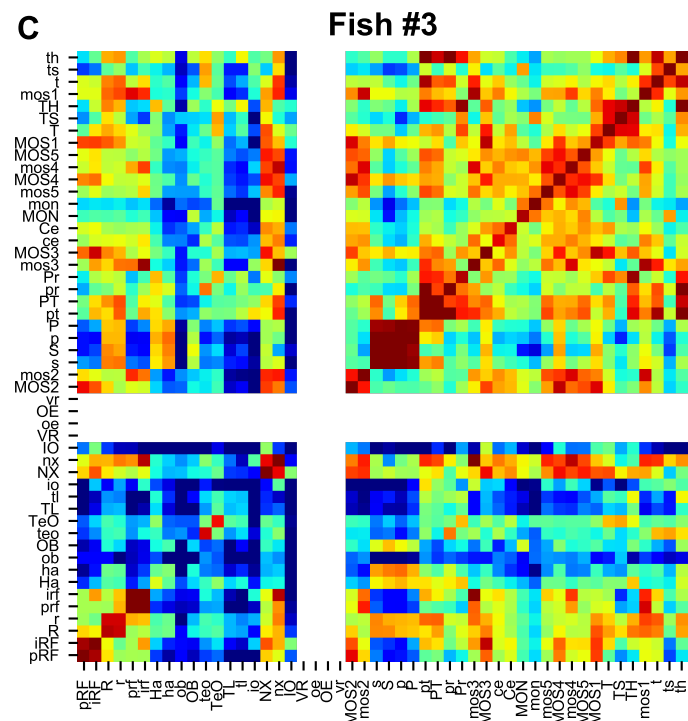 C
Fish #3
th
ts
t
mos1
TH
TS
T
MOS1
MOS5
mos4
MOS4
mos5
mon
MON
Ce
ce
MOS3
mos3
Pr
pr
PT
pt
P
p
S
s
mos2
MOS2
vr
OE
oe
VR
IO
nx
NX
io
tl
TL
TeO
teo
OB
ob
ha
Ha
irf
prf
r
R
iRF
pRF
pRF iRF R r prf irf Ha ha ob OB teo TeO TL tl io NX nx IO VR oe OE vr MOS2 mos2 s S p P pt PT pr Pr mos3 MOS3 ce Ce MON mon mos5 MOS4 mos4 MOS5 MOS1 T TS TH mos1 t ts th